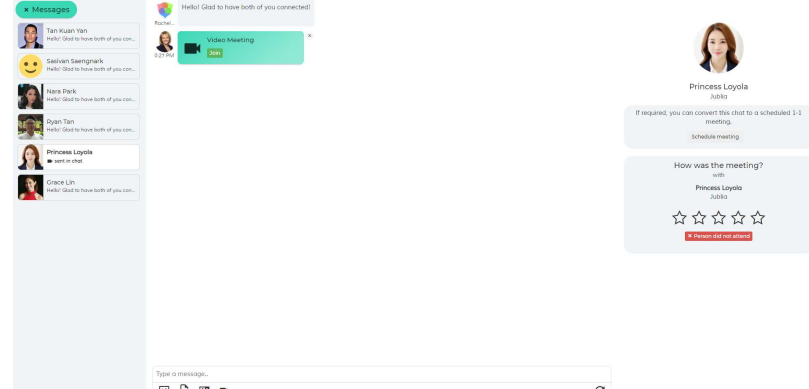 × Messages
Tan Kuan Yan
Hello! Glad to have both of you con...
Sasivan Saengnark
Hello! Glad to have both of you con...
Nara Park
Hello! Glad to have both of you con...
Ryan Tan
Hello! Glad to have both of you con...
Princess Loyola
sent in chat
Grace Lin
Hello! Glad to have both of you con...
Hello! Glad to have both of you connected!
Rachel...
Video Meeting
×
Join
5:27 PM
Type a message..
Princess Loyola
Jublia
If required, you can convert this chat to a scheduled 1-1
meeting.
Schedule meeting
How was the meeting?
with
Princess Loyola
Jublia
× Person did not attend